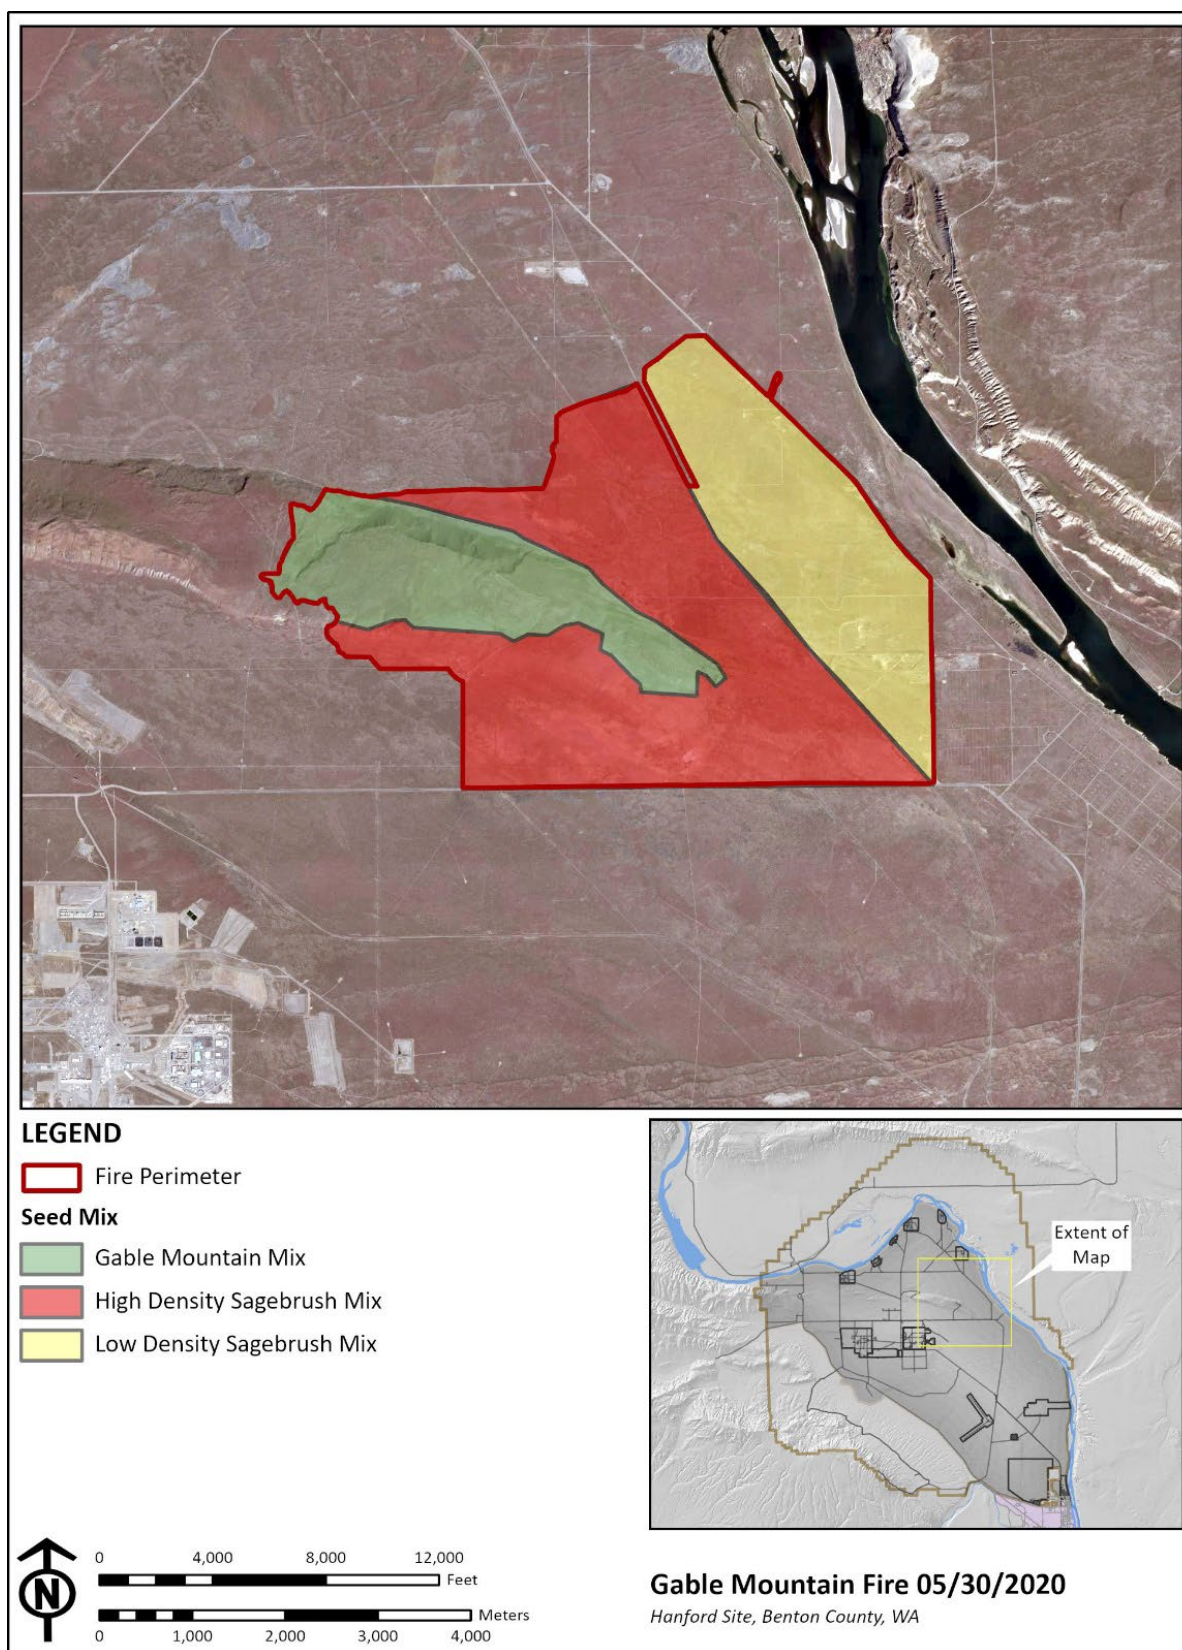 Extent of
Map
LEGEND
Fire Perimeter
Seed Mix
Gable Mountain Mix
High Density Sagebrush Mix
Low Density Sagebrush Mix
N
0 4,000 8,000 12,000
Feet
Meters
0 1,000 2,000 3,000 4,000
Gable Mountain Fire 05/30/2020
Hanford Site, Benton County, WA